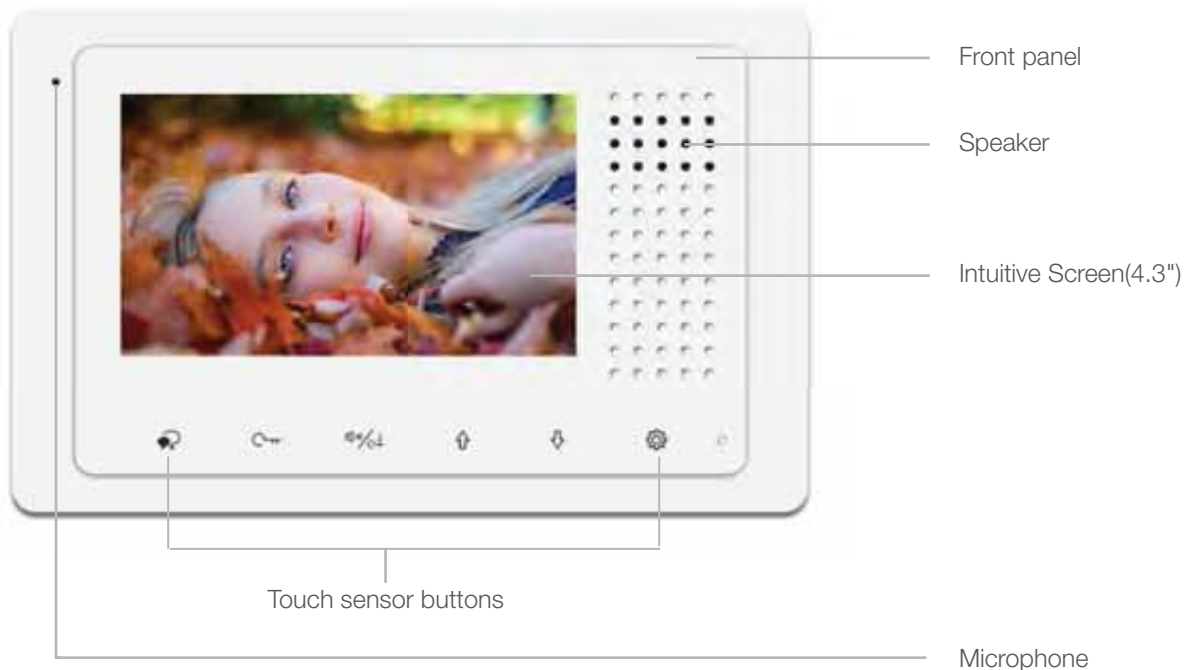 Front panel
Speaker
Intuitive Screen(4.3")
Touch sensor buttons
Microphone